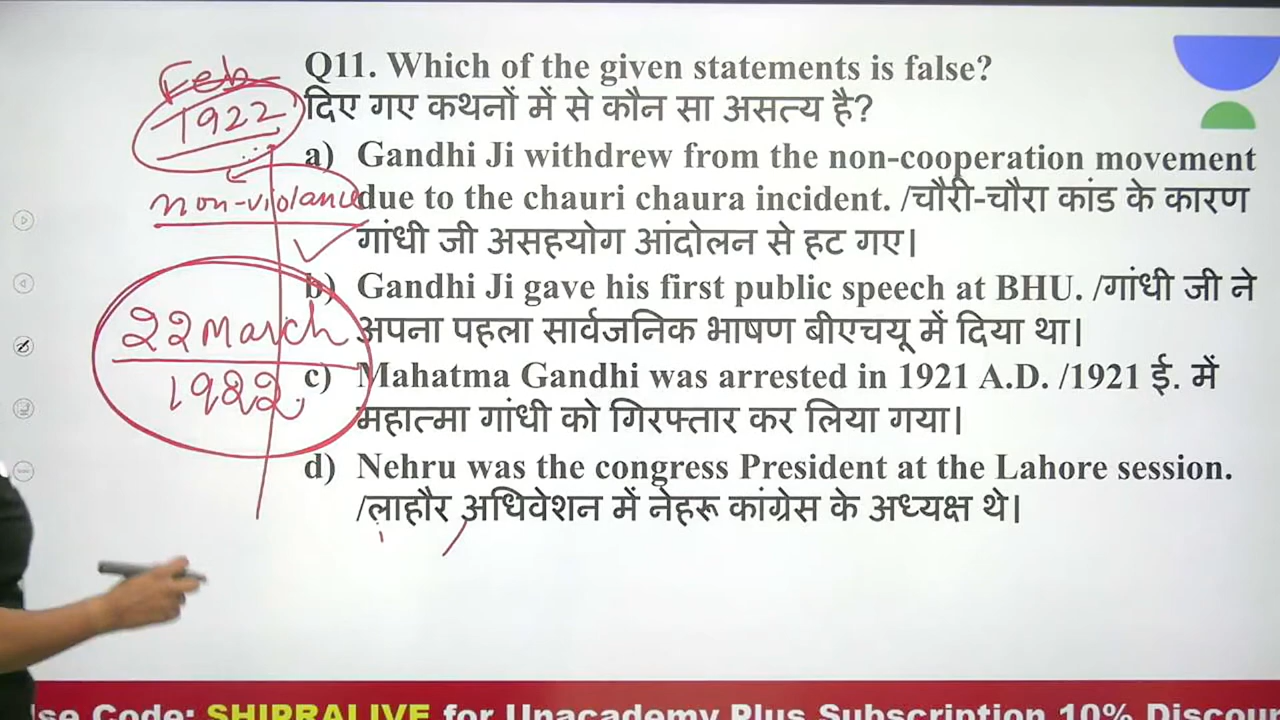 Feb
1922
non-violance
22 March
1922
Q11. Which of the given statements is false?
दिए गए कथनों में से कौन सा असत्य है?
a) Gandhi Ji withdrew from the non-cooperation movement
due to the chauri chaura incident. /चौरी-चौरा कांड के कारण
गांधी जी असहयोग आंदोलन से हट गए।
b) Gandhi Ji gave his first public speech at BHU. /गांधी जी ने
अपना पहला सार्वजनिक भाषण बीएचयू में दिया था।
c) Mahatma Gandhi was arrested in 1921 A.D. /1921 ई. में
महात्मा गांधी को गिरफ्तार कर लिया गया।
d) Nehru was the congress President at the Lahore session.
/लाहौर अधिवेशन में नेहरू कांग्रेस के अध्यक्ष थे।
Code: SHIPRALIVE for Unacademy Plus Subscription 10%